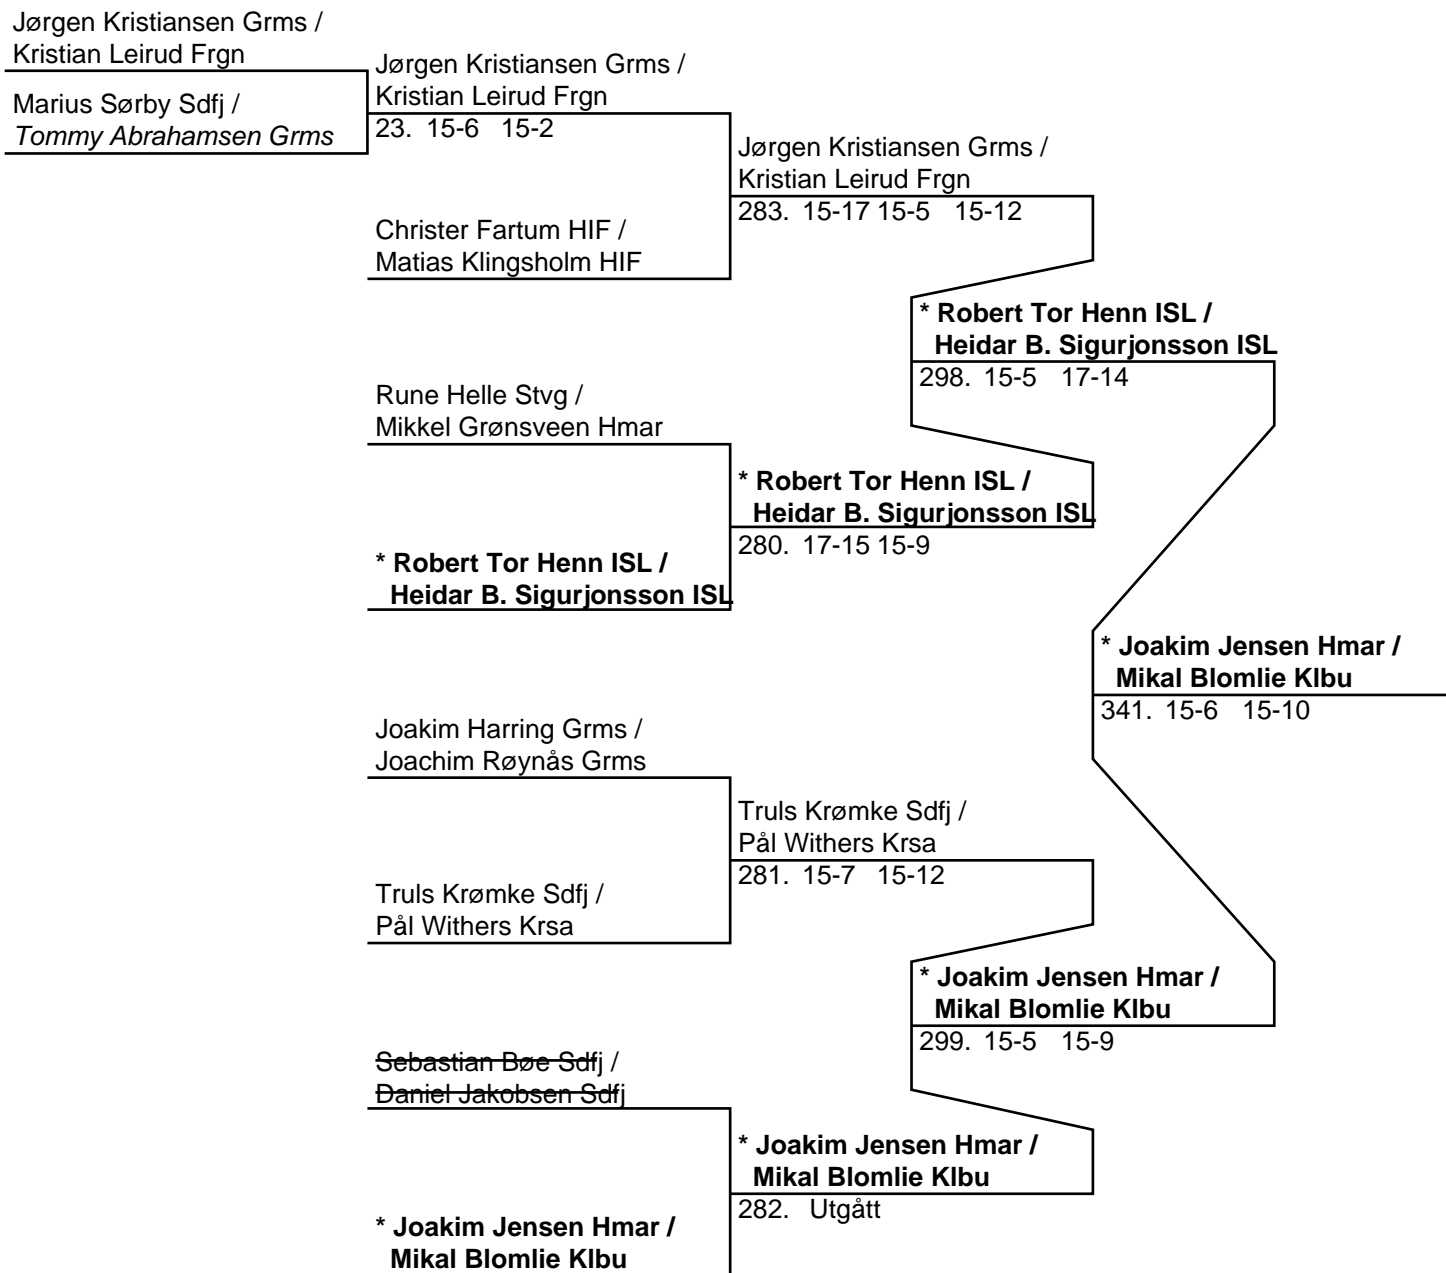 Jørgen Kristiansen Grms /
Kristian Leirud Frgn
Marius Sørby Sdfj /
Tommy Abrahamsen Grms
Jørgen Kristiansen Grms /
Kristian Leirud Frgn
23. 15-6 15-2
Christer Fartum HIF /
Matias Klingsholm HIF
Jørgen Kristiansen Grms /
Kristian Leirud Frgn
283. 15-17 15-5 15-12
Rune Helle Stvg /
Mikkel Grønsveen Hmar
* Robert Tor Henn ISL /
Heidar B. Sigurjonsson ISL
* Robert Tor Henn ISL /
Heidar B. Sigurjonsson ISL
280. 17-15 15-9
* Robert Tor Henn ISL /
Heidar B. Sigurjonsson ISL
298. 15-5 17-14
Joakim Harring Grms /
Joachim Røynås Grms
Truls Krømke Sdfj /
Pål Withers Krsa
Truls Krømke Sdfj /
Pål Withers Krsa
281. 15-7 15-12
Sebastian Bøe Sdfj /
Daniel Jakobsen Sdfj
* Joakim Jensen Hmar /
Mikal Blomlie Klbu
* Joakim Jensen Hmar /
Mikal Blomlie Klbu
282. Utgått
* Joakim Jensen Hmar /
Mikal Blomlie Klbu
299. 15-5 15-9
* Joakim Jensen Hmar /
Mikal Blomlie Klbu
341. 15-6 15-10